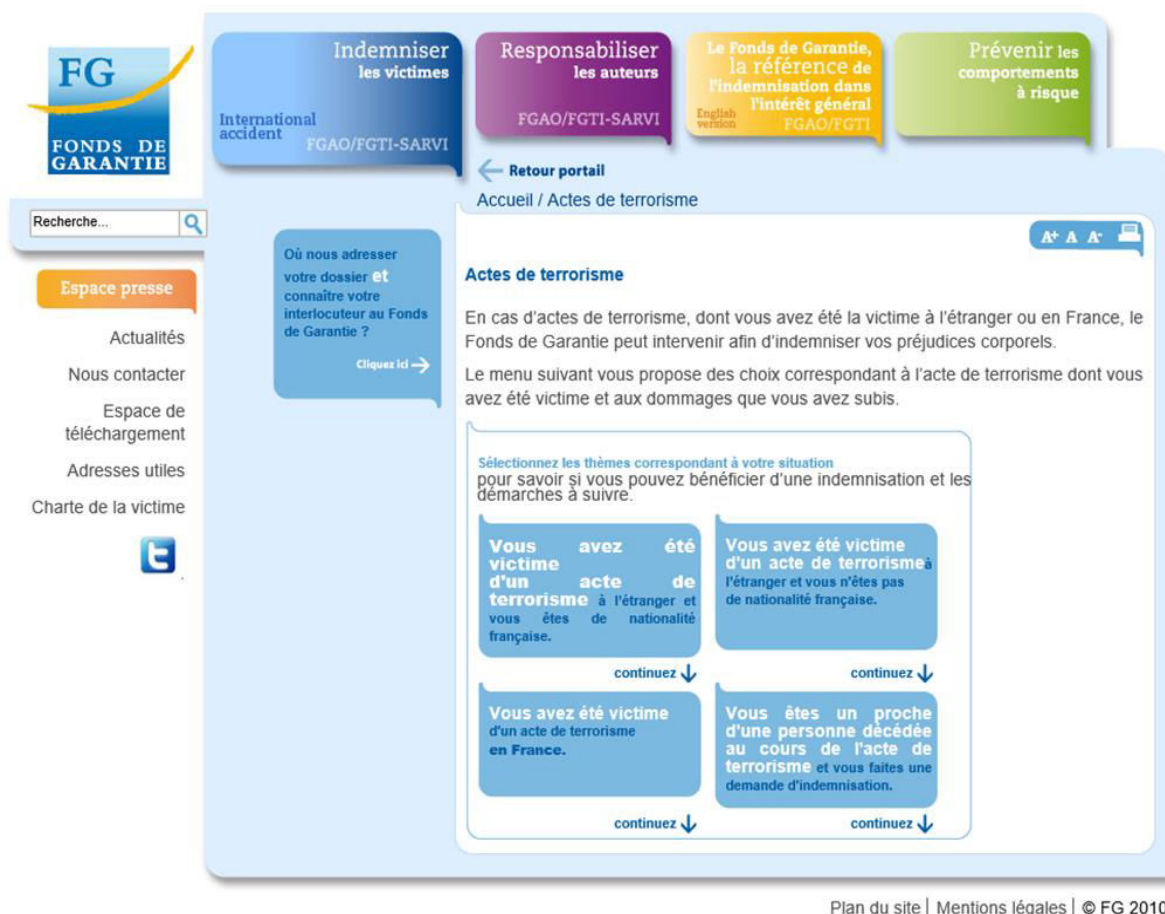 FG
FONDS DE
GARANTIE
Indemniser
les victimes
International
accident
FGAO/FGTI-SARVI
Responsabiliser
les auteurs
FGAO/FGTI-SARVI
Le Fonds de Garantie,
la référence de
l'indemnisation dans
l'intérêt général
English
version
FGAO/FGTI
Prévenir les
comportements
à risque
Retour portail
Accueil / Actes de terrorisme
Recherche...
Espace presse
Actualités
Nous contacter
Espace de
téléchargement
Adresses utiles
Charte de la victime
Où nous adresser
votre dossier et
connaître votre
interlocuteur au Fonds
de Garantie ?
Cliquez ici
A+ A A-
Actes de terrorisme
En cas d'actes de terrorisme, dont vous avez été la victime à l'étranger ou en France, le
Fonds de Garantie peut intervenir afin d'indemniser vos préjudices corporels.
Le menu suivant vous propose des choix correspondant à l'acte de terrorisme dont vous
avez été victime et aux dommages que vous avez subis.
Sélectionnez les thèmes correspondant à votre situation
pour savoir si vous pouvez bénéficier d'une indemnisation et les
démarches à suivre.
Vous avez été
victime
d'un acte de
terrorisme à l'étranger et
vous êtes de nationalité
française.
continuez
Vous avez été victime
d'un acte de terrorismeà
l'étranger et vous n'êtes pas
de nationalité française.
continuez
Vous avez été victime
d'un acte de terrorisme
en France.
continuez
Vous êtes un proche
d'une personne décédée
au cours de l'acte de
terrorisme et vous faites une
demande d'indemnisation.
continuez
Plan du site | Mentions légales | © FG 2010